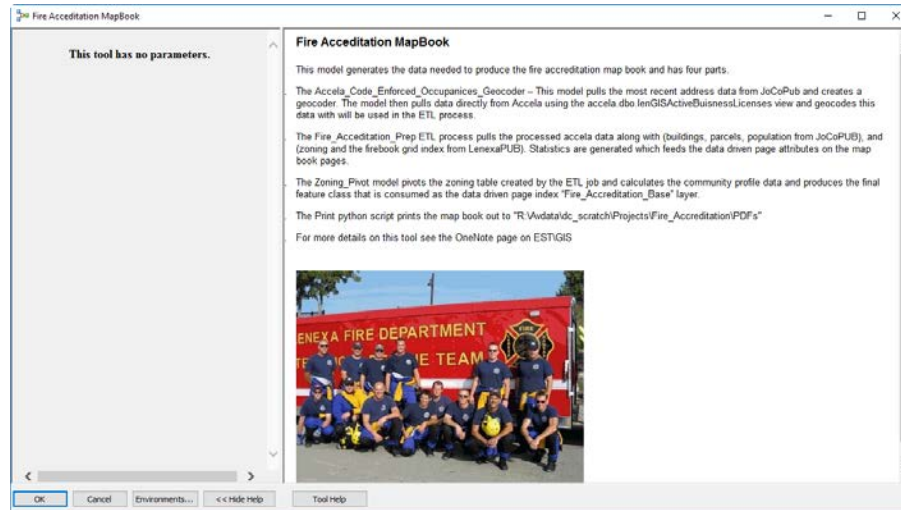 Fire Acceditation MapBook
This tool has no parameters.
Fire Acceditation MapBook
This model generates the data needed to produce the fire accreditation map book and has four parts.
The Accela_Code_Enforced_Occupanices_Geocoder – This model pulls the most recent address data from JoCoPub and creates a
geocoder. The model then pulls data directly from Accela using the accela.dbo.lenGISActiveBuisnessLicenses view and geocodes this
data with will be used in the ETL process.
The Fire_Acceditation_Prep ETL process pulls the processed accela data along with (buildings, parcels, population from JoCoPUB), and
(zoning and the firebook grid index from LenexaPUB). Statistics are generated which feeds the data driven page attributes on the map
book pages.
The Zoning_Pivot model pivots the zoning table created by the ETL job and calculates the community profile data and produces the final
feature class that is consumed as the data driven page index "Fire_Accreditation_Base" layer.
The Print python script prints the map book out to "R:\Avdata\dc_scratch\Projects\Fire_Accreditation\PDFs"
For more details on this tool see the OneNote page on EST\GIS
ENEXA FIRE DEPARTMENT
FIRE
E TEAM
OK Cancel Environments... << Hide Help Tool Help